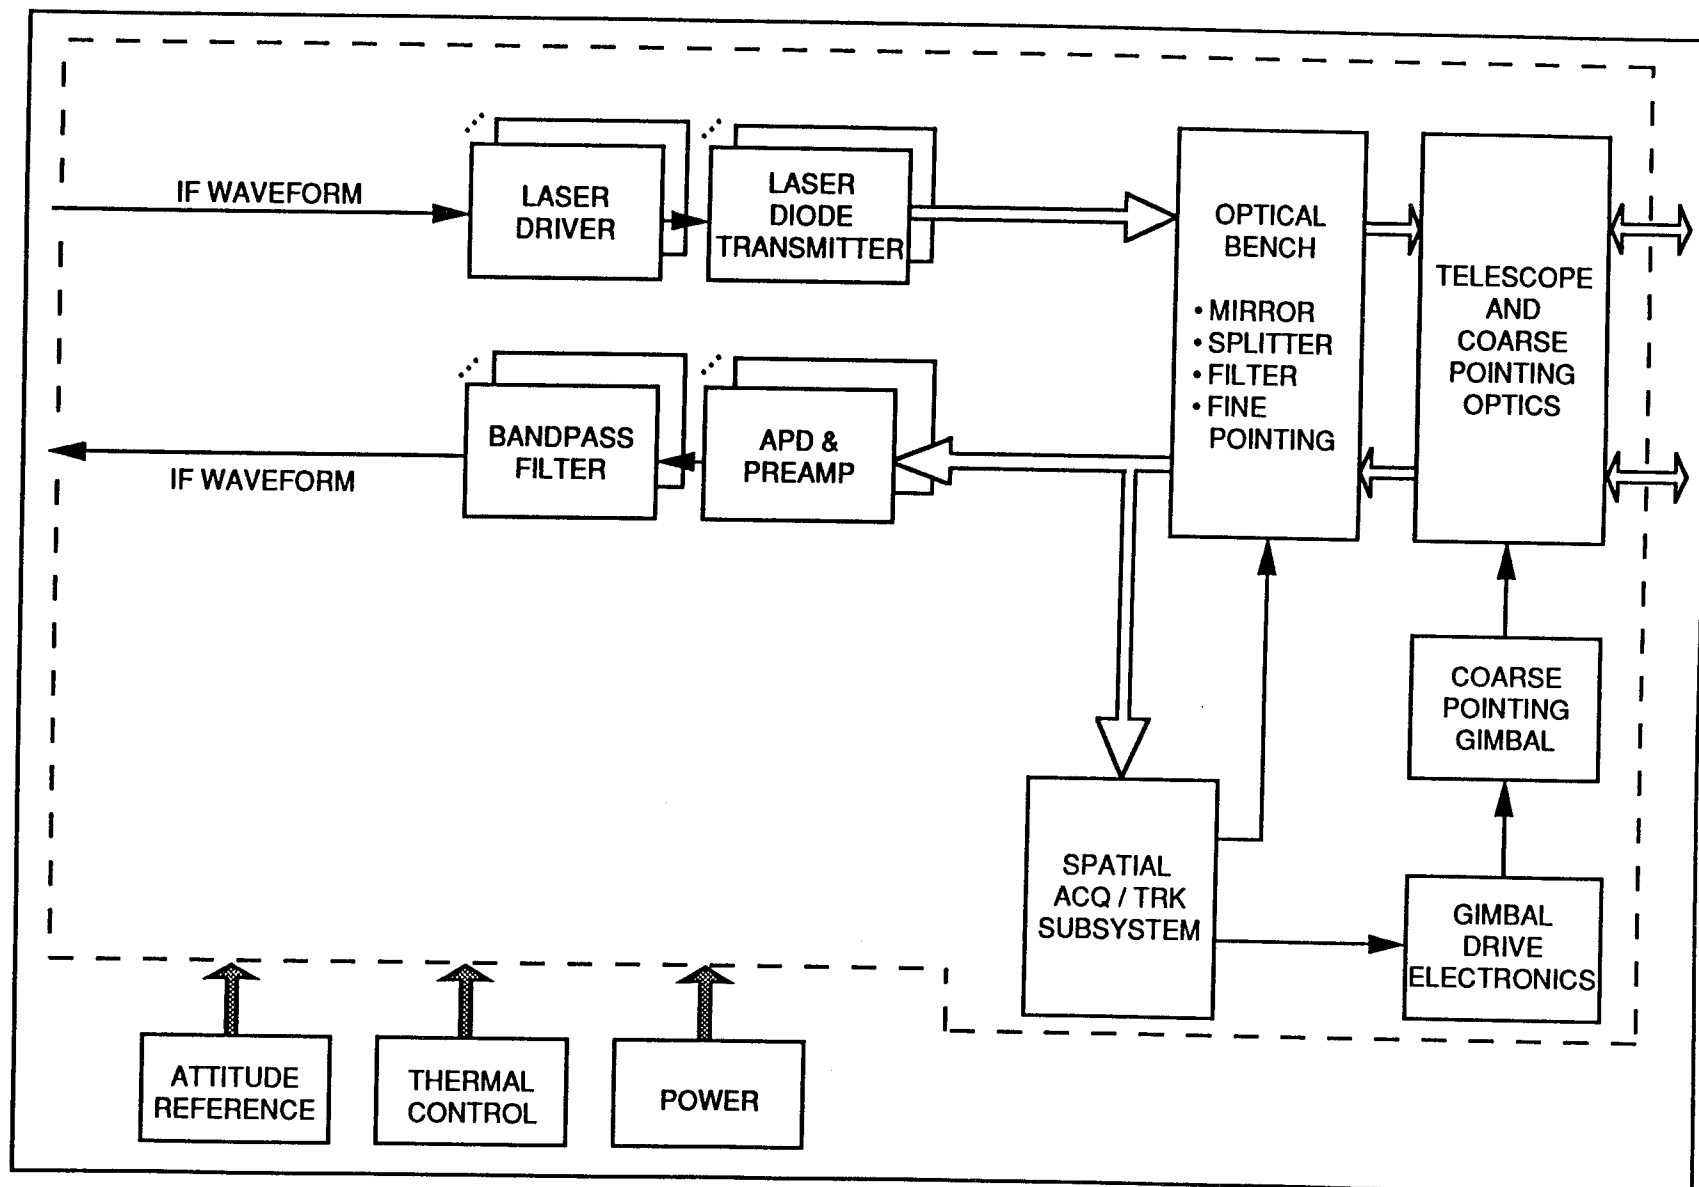 IF WAVEFORM
LASER
DRIVER
LASER
DIODE
TRANSMITTER
OPTICAL
BENCH
• MIRROR
• SPLITTER
• FILTER
• FINE
POINTING
TELESCOPE
AND
COARSE
POINTING
OPTICS
IF WAVEFORM
BANDPASS
FILTER
APD &
PREAMP
COARSE
POINTING
GIMBAL
SPATIAL
ACQ / TRK
SUBSYSTEM
GIMBAL
DRIVE
ELECTRONICS
ATTITUDE
REFERENCE
THERMAL
CONTROL
POWER